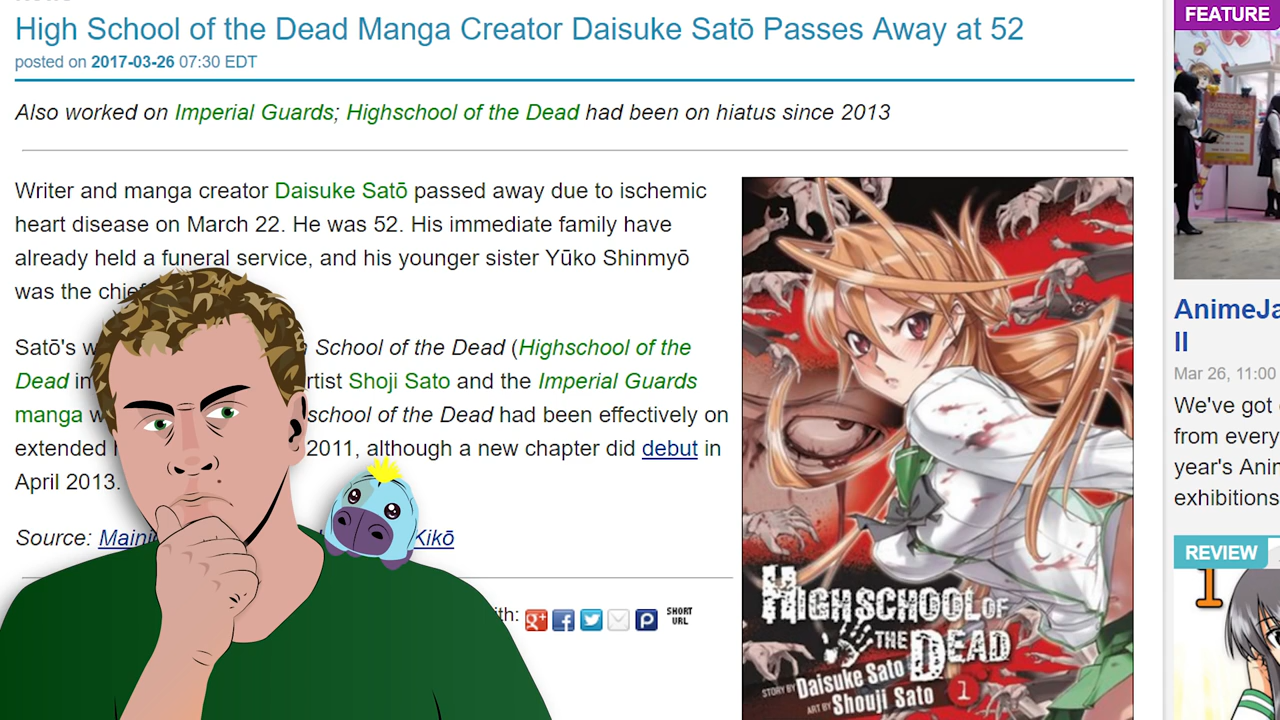 High School of the Dead Manga Creator Daisuke Satō Passes Away at 52
posted on 2017-03-26 07:30 EDT
Also worked on Imperial Guards; Highschool of the Dead had been on hiatus since 2013
Writer and manga creator Daisuke Satō passed away due to ischemic
heart disease on March 22. He was 52. His immediate family have
already held a funeral service, and his younger sister Yūko Shinmyō
was the chief
Satō's School of the Dead (Highschool of the
Dead in Shoji Sato and the Imperial Guards
manga of the Dead had been effectively on
extended 2011, although a new chapter did debut in
April 2013.
Source: Kikō
SHORT
URL
HIGHSCHOOL OF
THE DEAD
STORY BY Daisuke Sato
ART BY Shouji Sato 1
FEATURE
II
Mar 26, 11:00
We've got
from every
exhibitions
REVIEW
1